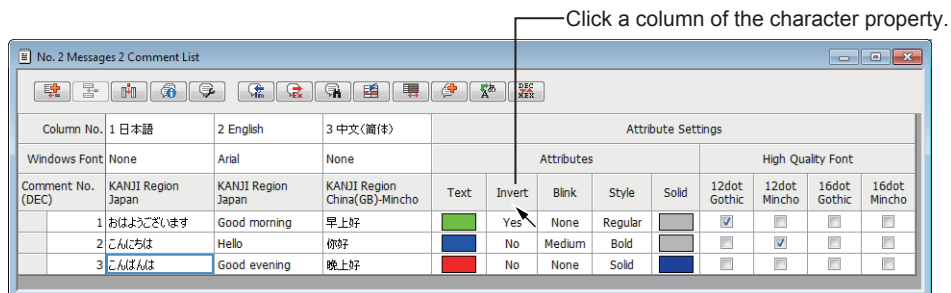 Click a column of the character property.
No. 2 Messages 2 Comment List
DEC
HEX
Column No. 1 日本語 2 English 3 中文(简体) Attribute Settings
Windows Font None Arial None Attributes High Quality Font
Comment No. (DEC) KANJI Region Japan KANJI Region Japan KANJI Region China(GB)-Mincho Text Invert Blink Style Solid 12dot Gothic 12dot Mincho 16dot Gothic 16dot Mincho
1 おはようございます Good morning 早上好 Yes None Regular
2 こんにちは Hello 你好 No Medium Bold
3 こんばんは Good evening 晚上好 No None Solid